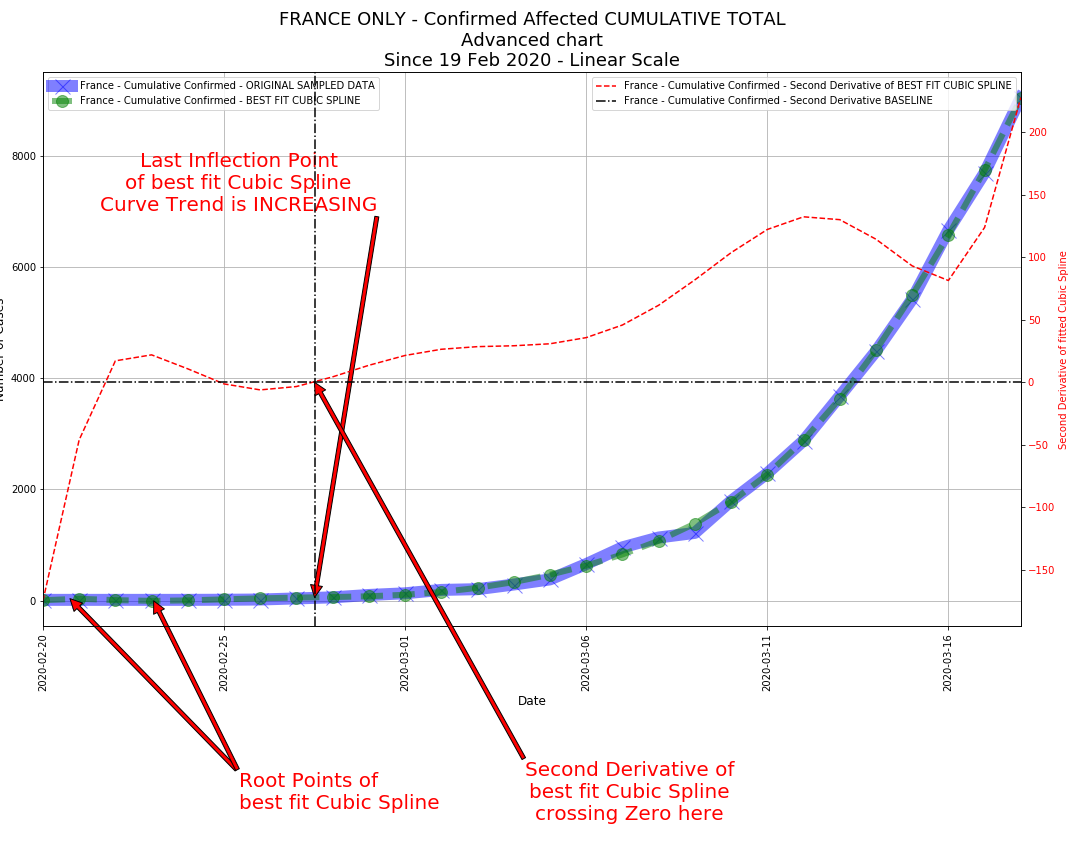 FRANCE ONLY - Confirmed Affected CUMULATIVE TOTAL
Advanced chart
Since 19 Feb 2020 - Linear Scale
France - Cumulative Confirmed - ORIGINAL SAMPLED DATA
France - Cumulative Confirmed - BEST FIT CUBIC SPLINE
France - Cumulative Confirmed - Second Derivative of BEST FIT CUBIC SPLINE
France - Cumulative Confirmed - Second Derivative BASELINE
Last Inflection Point
of best fit Cubic Spline
Curve Trend is INCREASING
8000
6000
4000
2000
0
Number of Cases
200
150
100
50
0
−50
−100
−150
Second Derivative of fitted Cubic Spline
2020-02-20
2020-02-25
2020-03-01
2020-03-06
2020-03-11
2020-03-16
Date
Root Points of
best fit Cubic Spline
Second Derivative of
best fit Cubic Spline
crossing Zero here